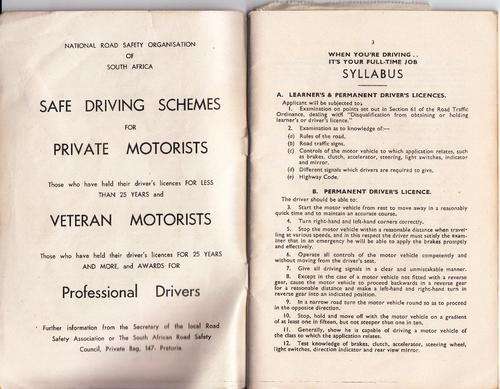 NATIONAL ROAD SAFETY ORGANISATION
OF
SOUTH AFRICA
SAFE DRIVING SCHEMES
FOR
PRIVATE MOTORISTS
Those who have held their driver's licences FOR LESS
THAN 25 YEARS and
VETERAN MOTORISTS
Those who have held their driver's licences FOR 25 YEARS
AND MORE, and AWARDS FOR
Professional Drivers
Further information from the Secretary of the local Road
Safety Association or The South African Road Safety
Council, Private Bag, 147, Pretoria
3
WHEN YOU'RE DRIVING . .
IT'S YOUR FULL-TIME JOB
SYLLABUS
A. LEARNER'S & PERMANENT DRIVER'S LICENCES.
Applicant will be subjected to:
1. Examination on points set out in Section 61 of the Road Traffic
Ordinance, dealing with "Disqualification from obtaining or holding
learner's or driver's licence."
2. Examination as to knowledge of:—
(a) Rules of the road.
(b) Road traffic signs.
(c) Controls of the motor vehicle to which application relates, such
as brakes, clutch, accelerator, steering, light switches, indicator
and mirror.
(d) Different signals which drivers are required to give.
(e) Highway Code.
B. PERMANENT DRIVER'S LICENCE.
The driver should be able to:
3. Start the motor vehicle from rest to move away in a reasonably
quick time and to maintain an accurate course.
4. Turn right-hand and left-hand corners correctly.
5. Stop the motor vehicle within a reasonable distance when travel-
ling at various speeds, and in this respect the driver must satisfy the exam-
iner that in an emergency he will be able to apply the brakes promptly
and effectively.
6. Operate all controls of the motor vehicle competently and
without moving from the driver's seat.
7. Give all driving signals in a clear and unmistakable manner.
8. Except in the case of a motor vehicle not fitted with a reverse
gear, cause the motor vehicle to proceed backwards in a reverse gear
for a reasonable distance and make a left-hand and right-hand turn in
reverse gear into an indicated position.
9. In a narrow road turn the motor vehicle round so as to proceed
in the opposite direction.
10. Stop, hold and move off with the motor vehicle on a gradient
of at least one in fifteen, but not steeper than one in ten.
11. Generally, show he is capable of driving a motor vehicle of
the class to which the application relates.
12. Test knowledge of brakes, clutch, accelerator, steering wheel,
light switches, direction indicator and rear view mirror.